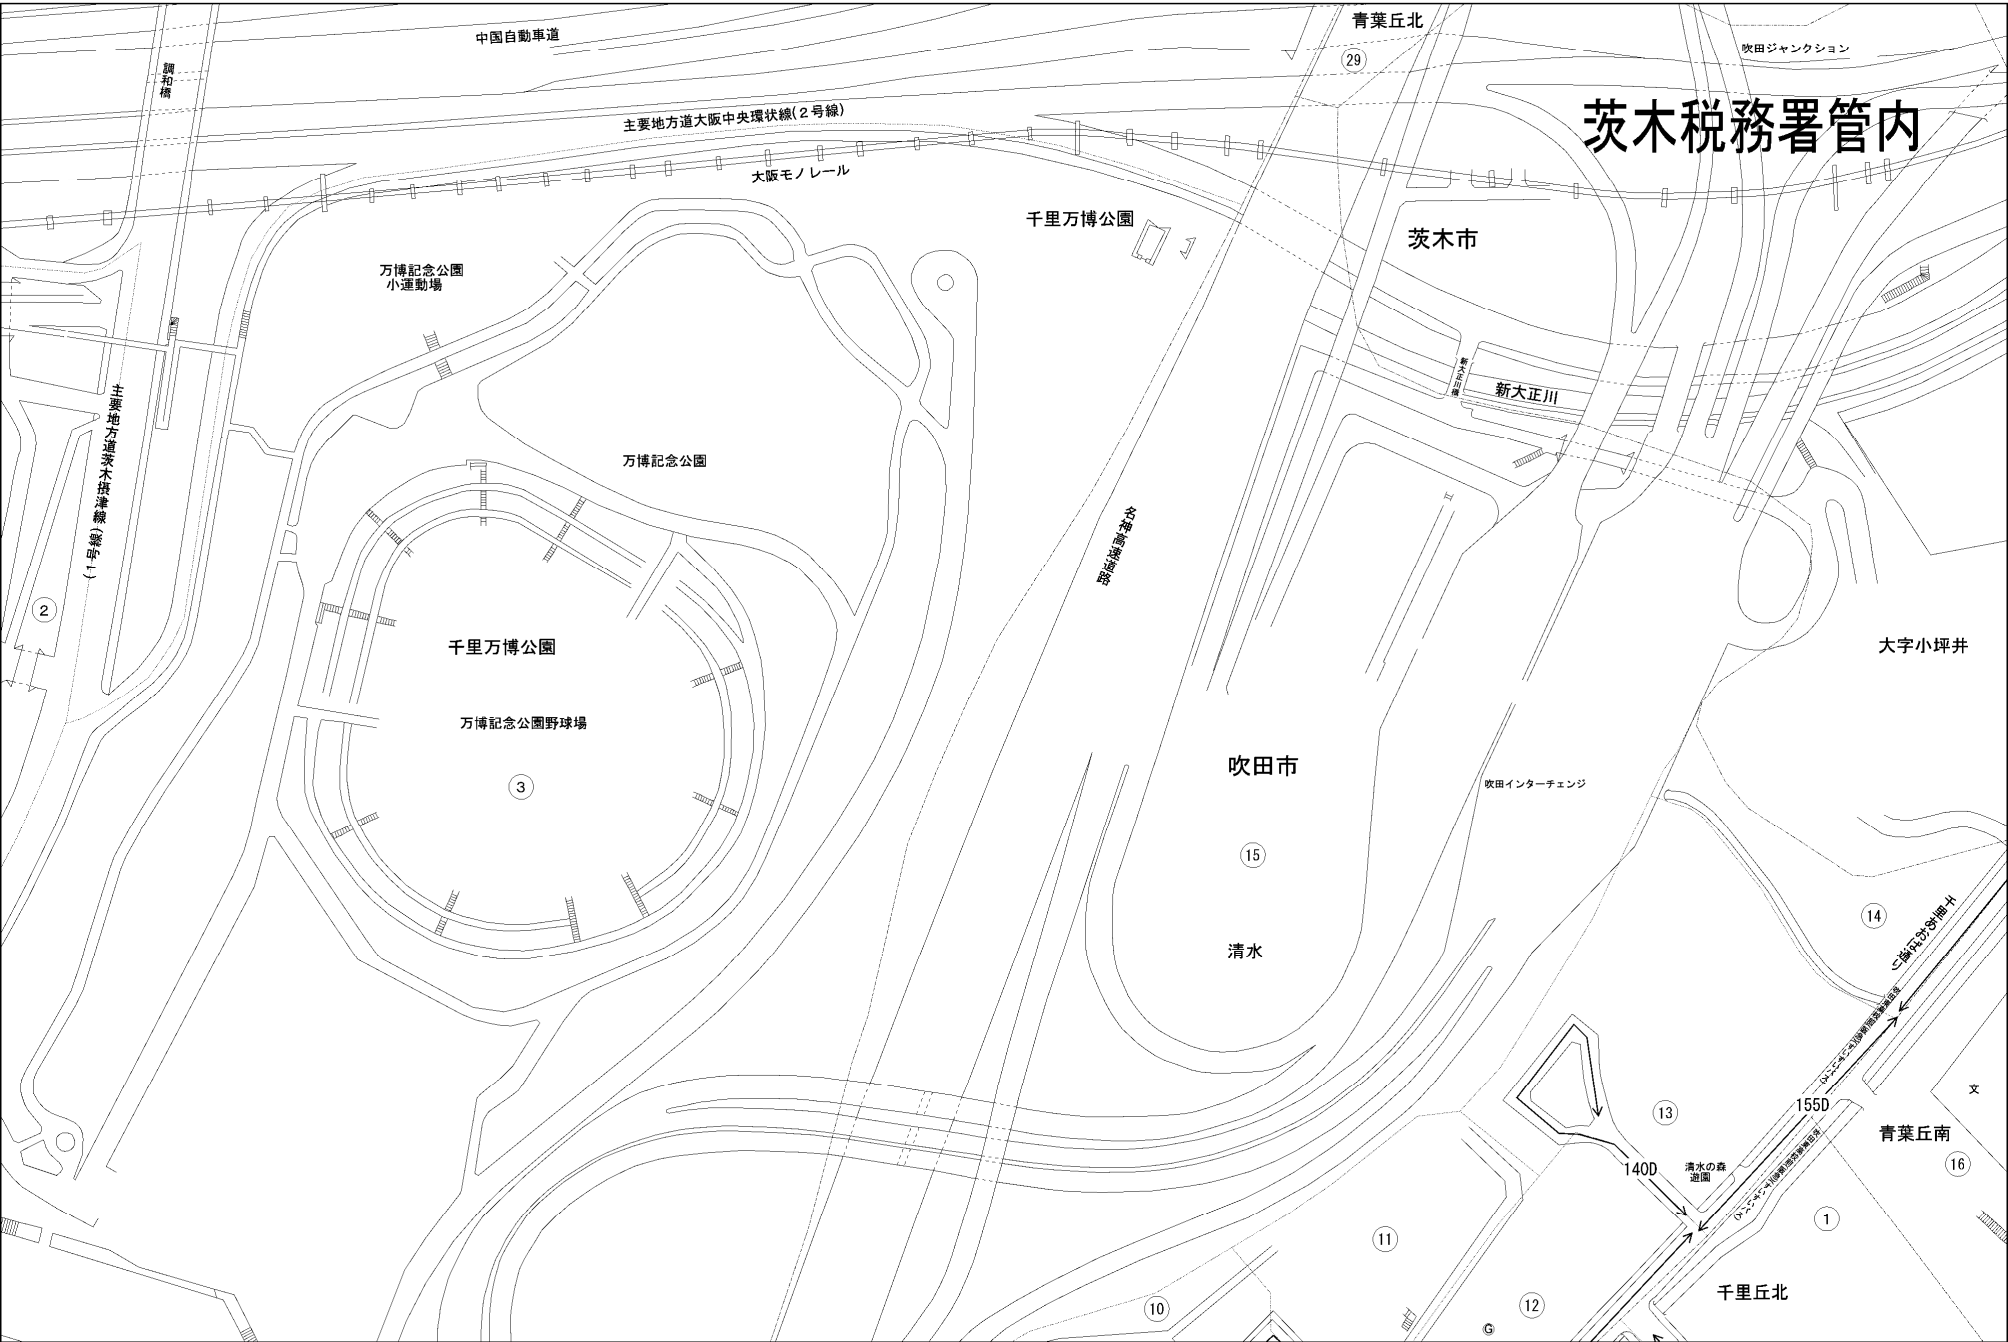 中国自動車道
青葉丘北
29
吹田ジャンクション
調和橋
主要地方道大阪中央環状線(2号線)
茨木税務署管内
大阪モノレール
千里万博公園
茨木市
万博記念公園
小運動場
主要地方道茨木摂津線(1号線)
新大正川橋
新大正川
万博記念公園
名神高速道路
2
千里万博公園
大字小坪井
万博記念公園野球場
3
吹田市
吹田インターチェンジ
15
14
千里あおば通り
清水
文
13
155D
青葉丘南
140D
清水の森
遊園
16
1
11
千里丘北
10
12
G